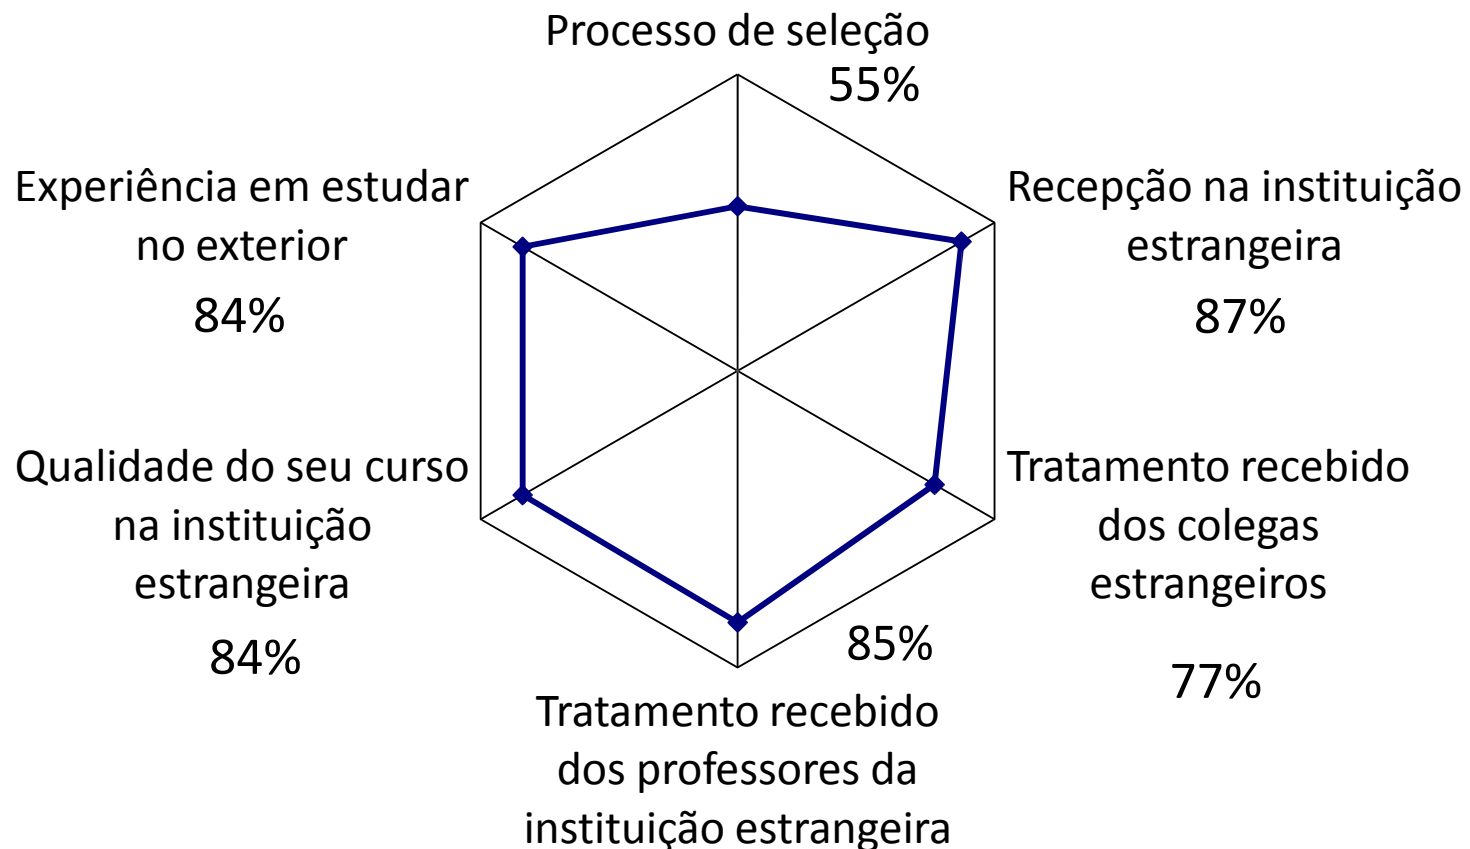 Processo de seleção
55%
Recepção na instituição
estrangeira
87%
Tratamento recebido
dos colegas
estrangeiros
77%
85%
Tratamento recebido
dos professores da
instituição estrangeira
Qualidade do seu curso
na instituição
estrangeira
84%
Experiência em estudar
no exterior
84%